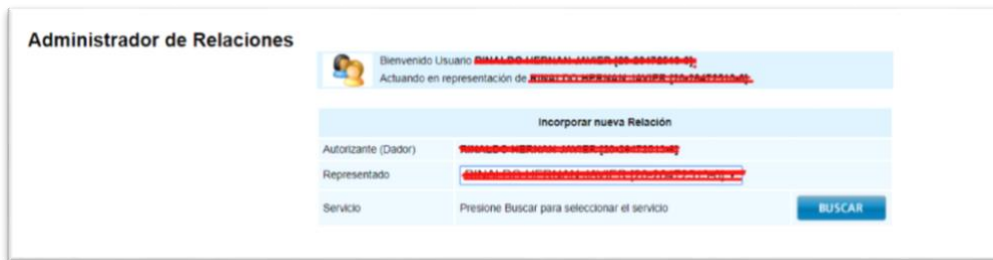 Administrador de Relaciones
Bienvenido Usuario
Actuando en representación de
Incorporar nueva Relación
Autorizante (Dador)
Representado
Servicio Presione Buscar para seleccionar el servicio BUSCAR